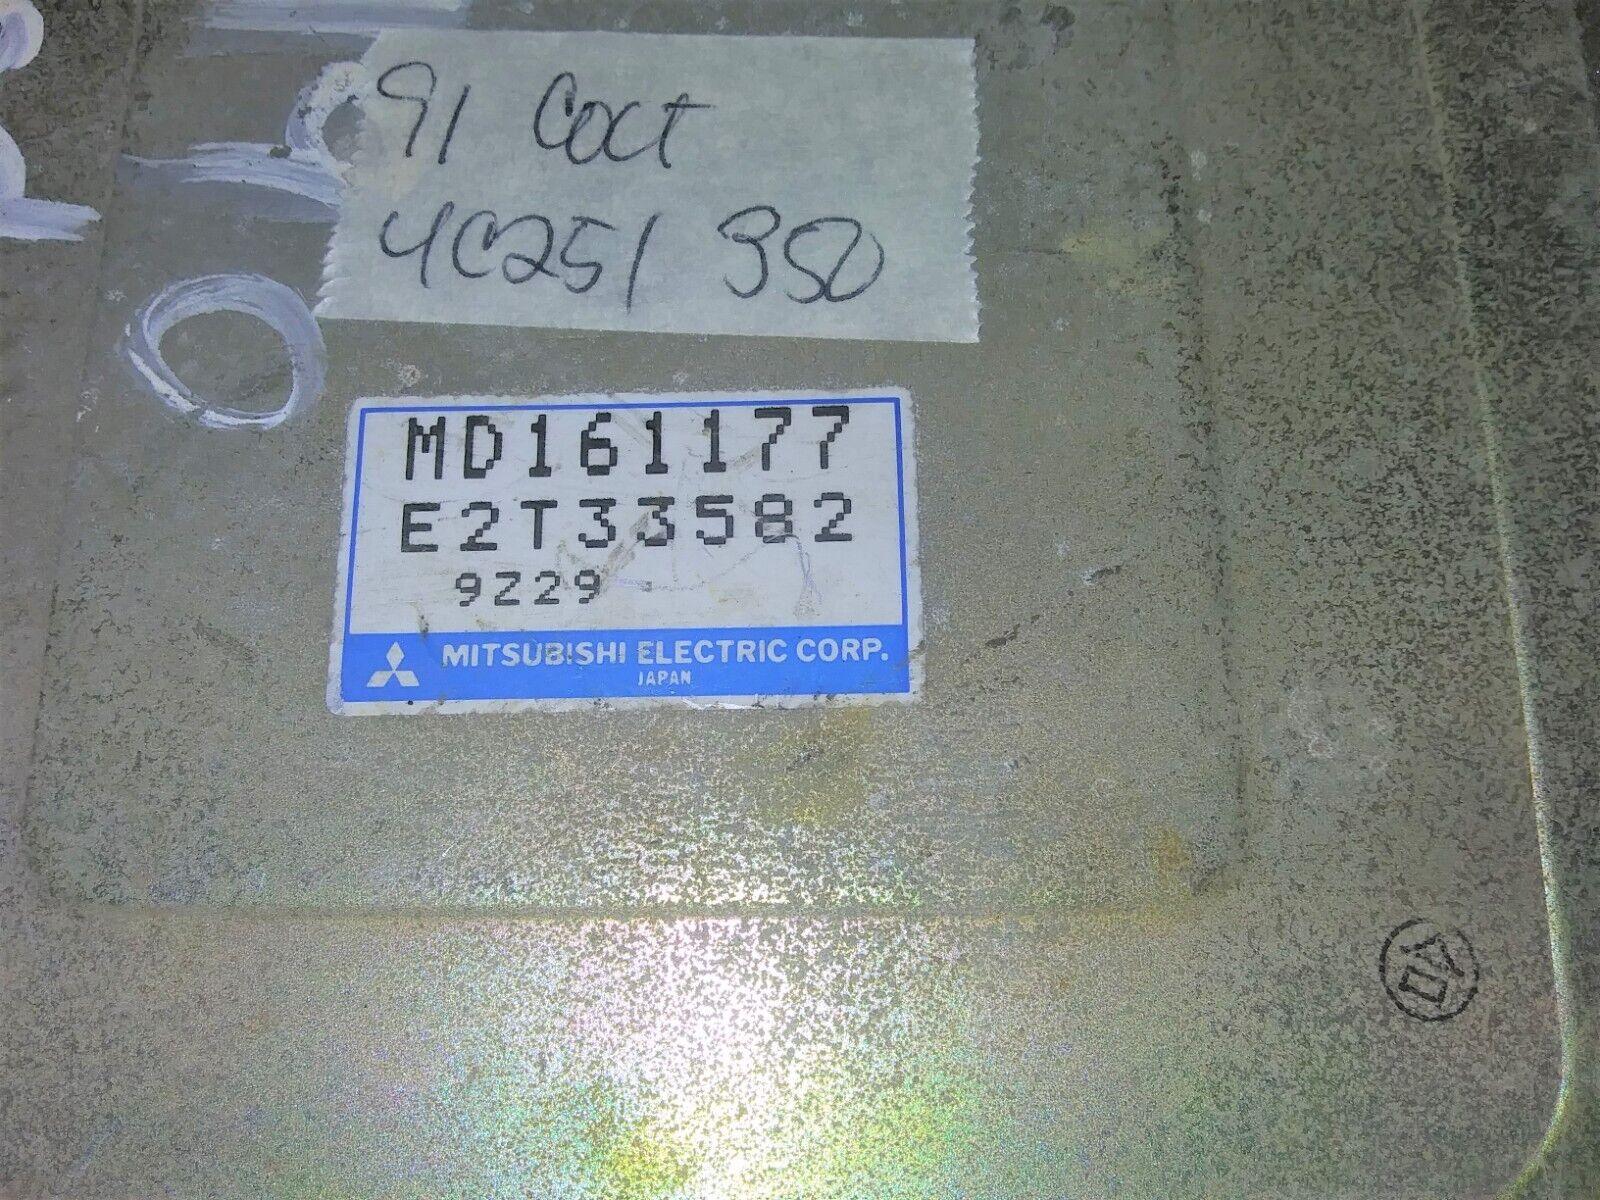 91 Colt
4C251 350
MD161177
E2T33582
9Z29
MITSUBISHI ELECTRIC CORP.
JAPAN